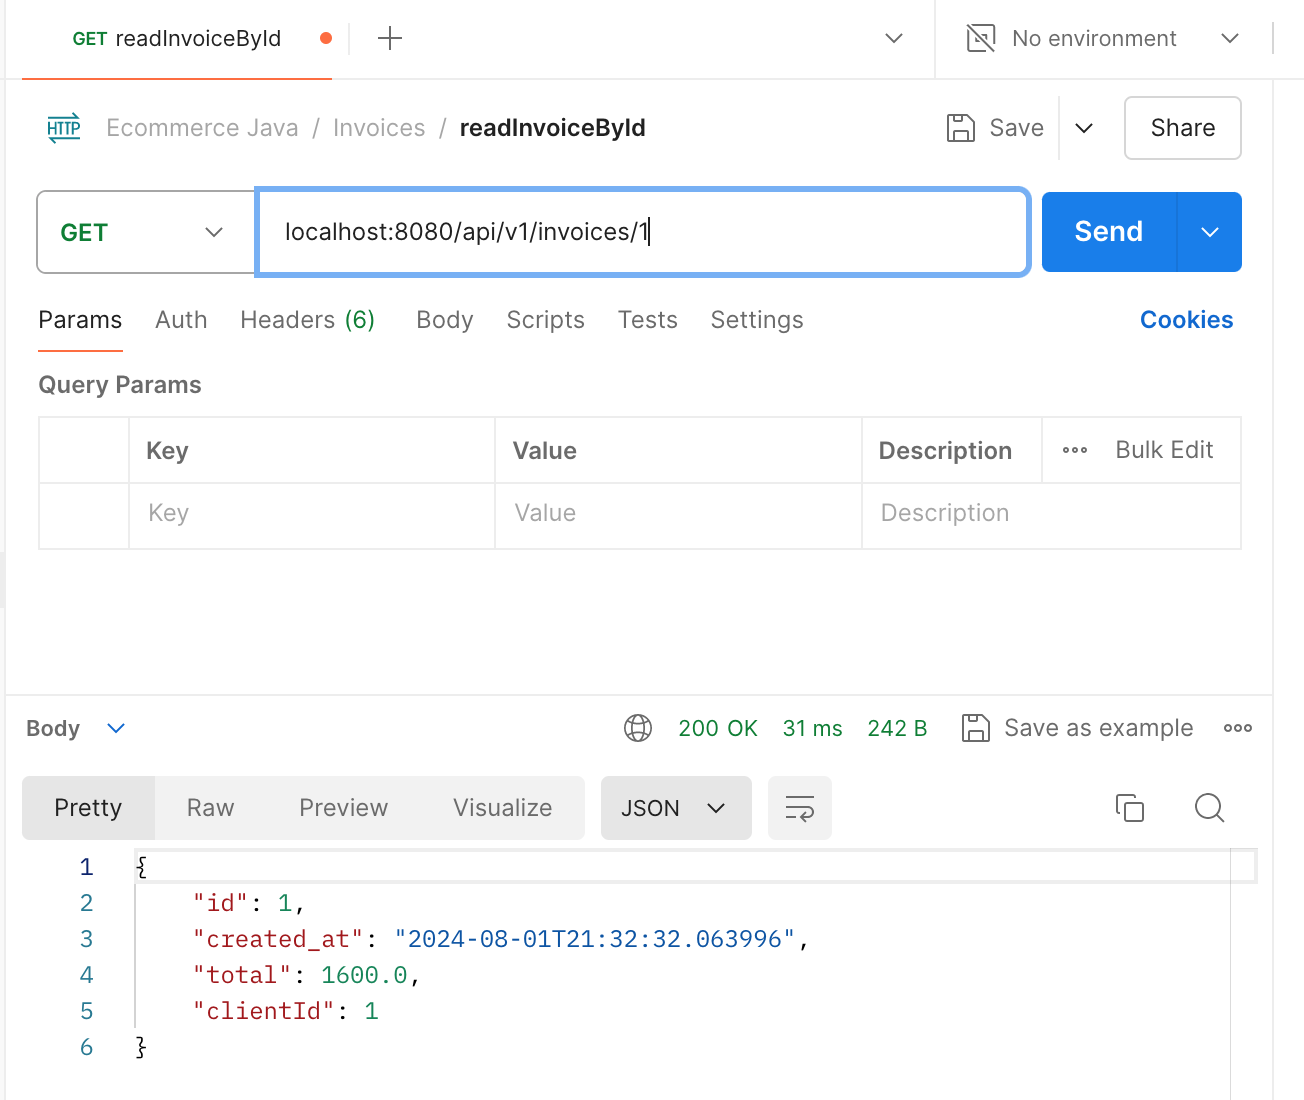 GET readInvoiceById
No environment
HTTP Ecommerce Java / Invoices / readInvoiceById
Save
Share
GET
localhost:8080/api/v1/invoices/1
Send
Params Auth Headers (6) Body Scripts Tests Settings Cookies
Query Params
Key Value Description Bulk Edit
Key Value Description
Body 200 OK 31 ms 242 B Save as example
Pretty Raw Preview Visualize JSON
1 {
2 "id": 1,
3 "created_at": "2024-08-01T21:32:32.063996",
4 "total": 1600.0,
5 "clientId": 1
6 }